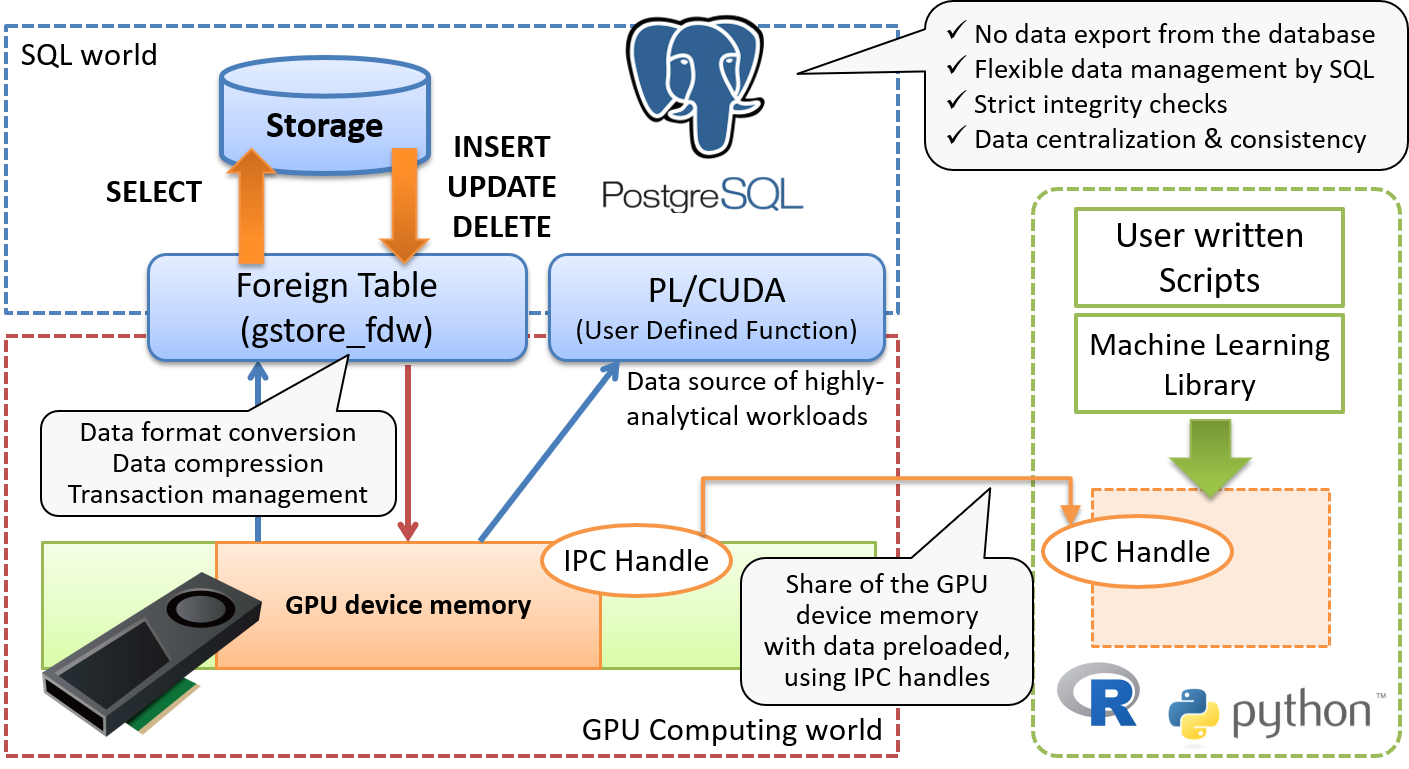 SQL world
Storage
SELECT
INSERT
UPDATE
DELETE
PostgreSQL
✓ No data export from the database
✓ Flexible data management by SQL
✓ Strict integrity checks
✓ Data centralization & consistency
Foreign Table
(gstore_fdw)
PL/CUDA
(User Defined Function)
Data format conversion
Data compression
Transaction management
Data source of highly-
analytical workloads
GPU device memory
IPC Handle
Share of the GPU
device memory
with data preloaded,
using IPC handles
GPU Computing world
User written
Scripts
Machine Learning
Library
IPC Handle
R
python™